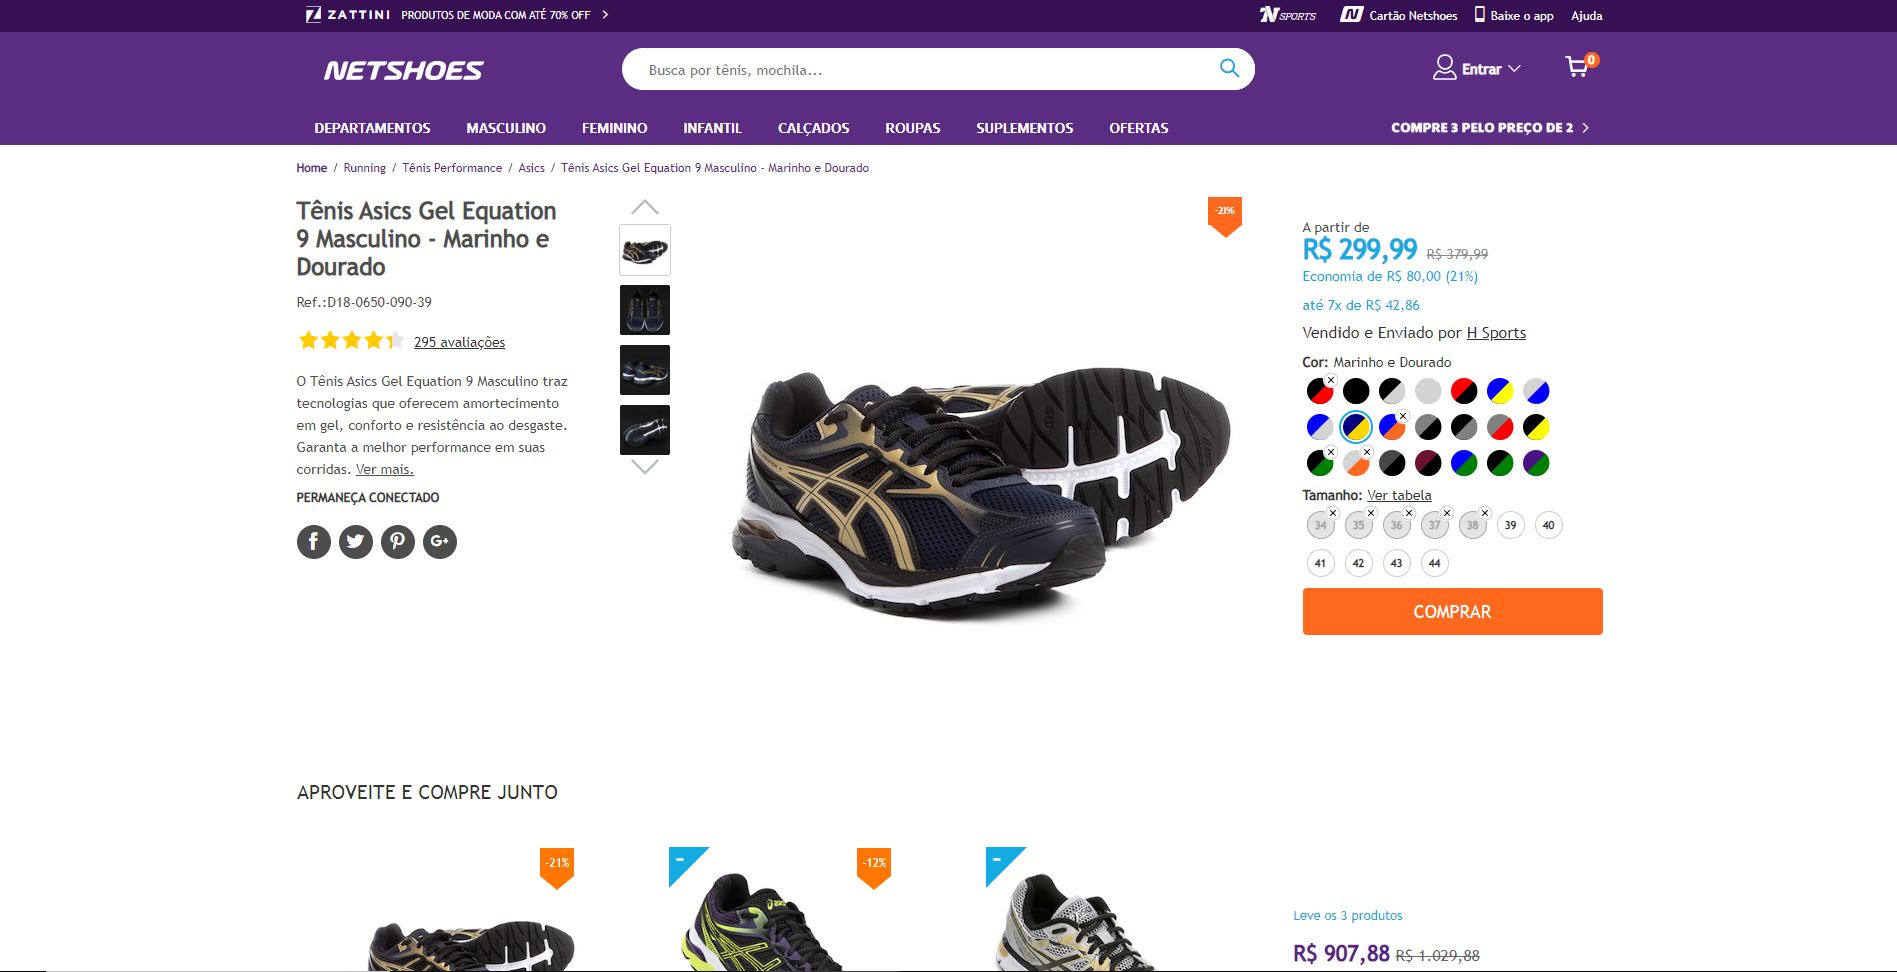 ZATTINI PRODUTOS DE MODA COM ATÉ 70% OFF
N SPORTS N Cartão Netshoes Baixe o app Ajuda
NETSHOES
Busca por tênis, mochila...
Entrar
0
DEPARTAMENTOS MASCULINO FEMININO INFANTIL CALÇADOS ROUPAS SUPLEMENTOS OFERTAS
COMPRE 3 PELO PREÇO DE 2
Home / Running / Tênis Performance / Asics / Tênis Asics Gel Equation 9 Masculino - Marinho e Dourado
Tênis Asics Gel Equation
9 Masculino - Marinho e
Dourado
Ref.:D18-0650-090-39
295 avaliações
O Tênis Asics Gel Equation 9 Masculino traz
tecnologias que oferecem amortecimento
em gel, conforto e resistência ao desgaste.
Garanta a melhor performance em suas
corridas. Ver mais.
PERMANEÇA CONECTADO
f G+
-21%
A partir de
R$ 299,99 R$ 379,99
Economia de R$ 80,00 (21%)
até 7x de R$ 42,86
Vendido e Enviado por H Sports
Cor: Marinho e Dourado
Tamanho: Ver tabela
34 35 36 37 38 39 40
41 42 43 44
COMPRAR
APROVEITE E COMPRE JUNTO
-21%
-12%
asics
Leve os 3 produtos
R$ 907,88 R$ 1.029,88